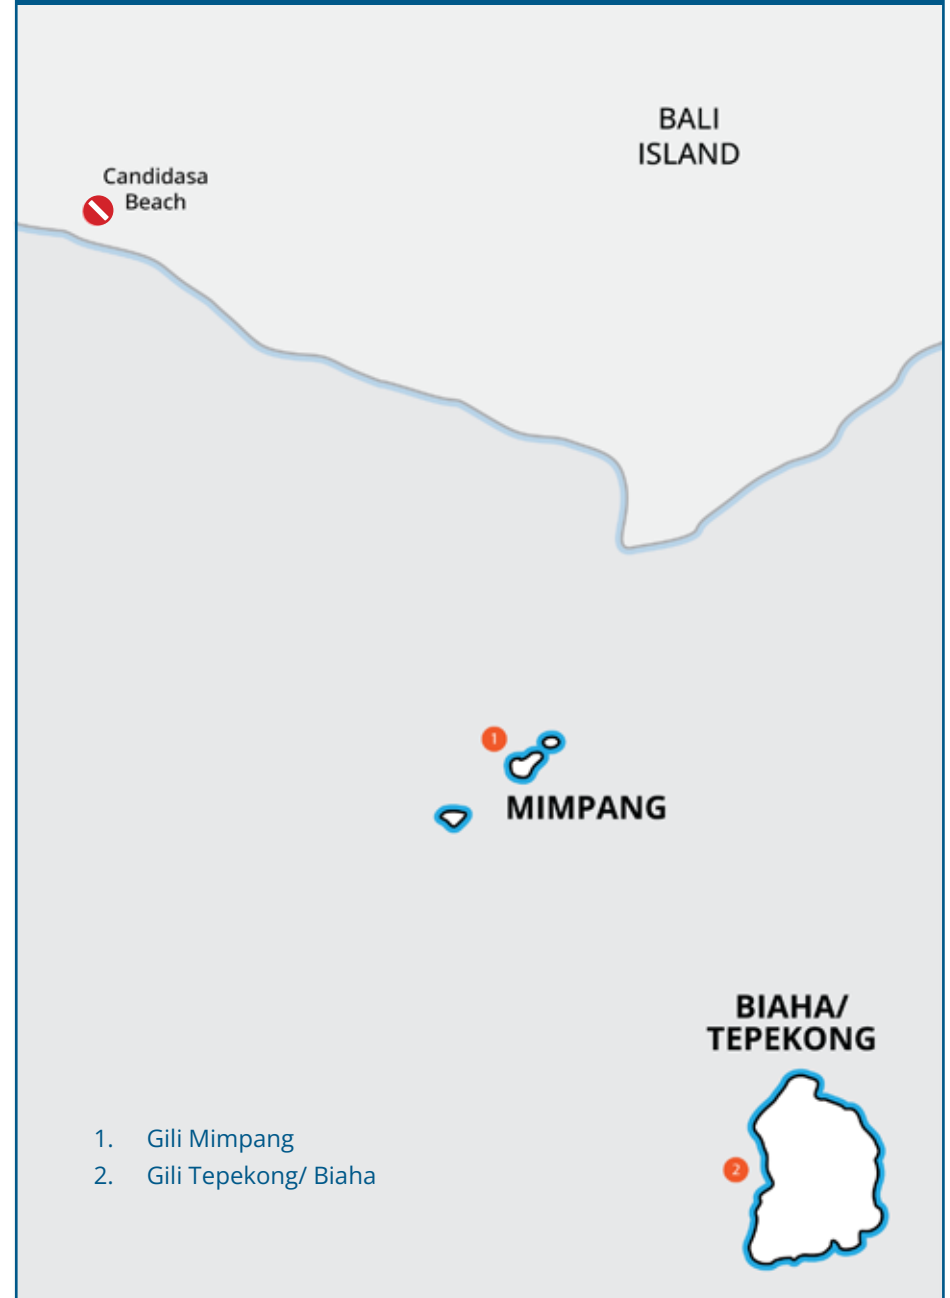 BALI
ISLAND
Candidasa
Beach
1
MIMPANG
BIAHA/
TEPEKONG
2
1. Gili Mimpang
2. Gili Tepekong/ Biaha